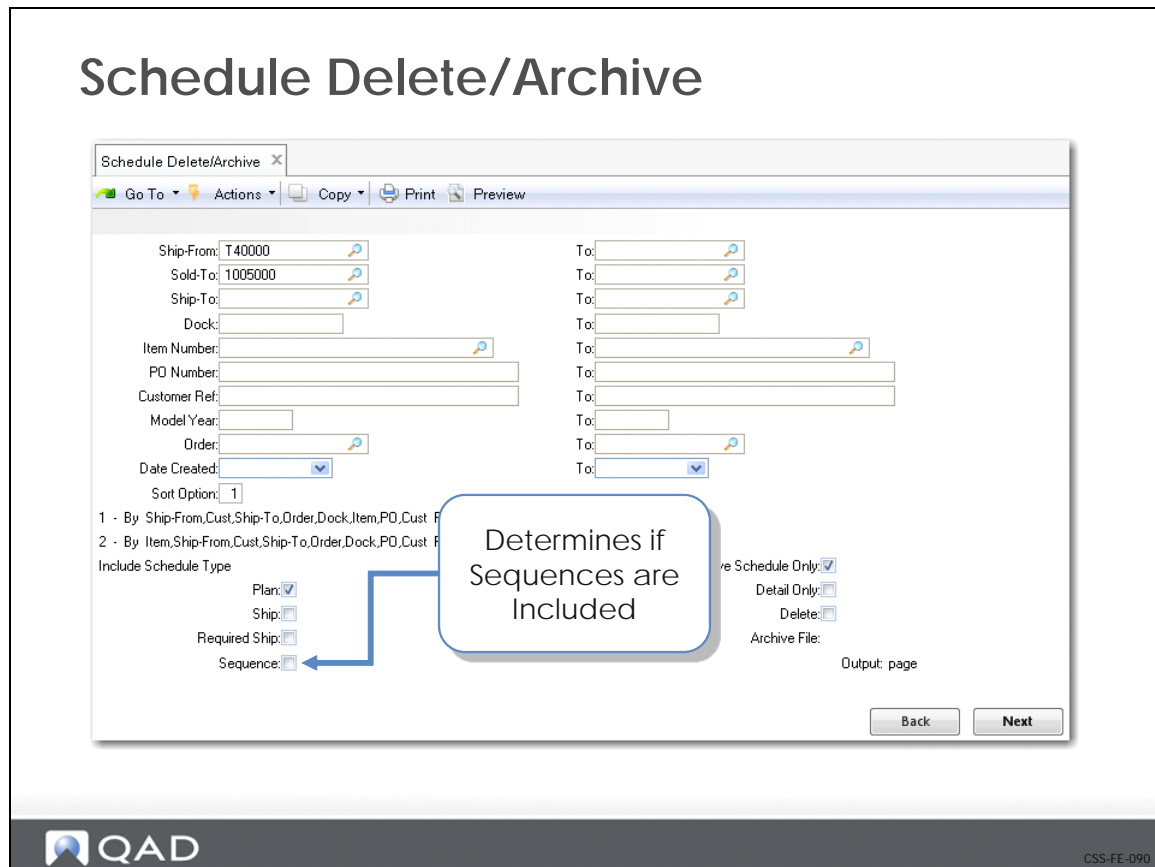 Schedule Delete/Archive
Schedule Delete/Archive X
Go To Actions Copy Print Preview
Ship-From: T40000 To:
Sold-To: 1005000 To:
Ship-To: To:
Dock: To:
Item Number: To:
PO Number: To:
Customer Ref: To:
Model Year: To:
Order: To:
Date Created: To:
Sort Option: 1
1 - By Ship-From,Cust,Ship-To,Order,Dock,Item,PO,Cust
2 - By Item,Ship-From,Cust,Ship-To,Order,Dock,PO,Cust
Determines if
Sequences are
Included
Include Schedule Type Schedule Only:
Plan: Detail Only:
Ship: Delete:
Required Ship: Archive File:
Sequence: Output: page
Back Next
QAD
CSS-FE-090